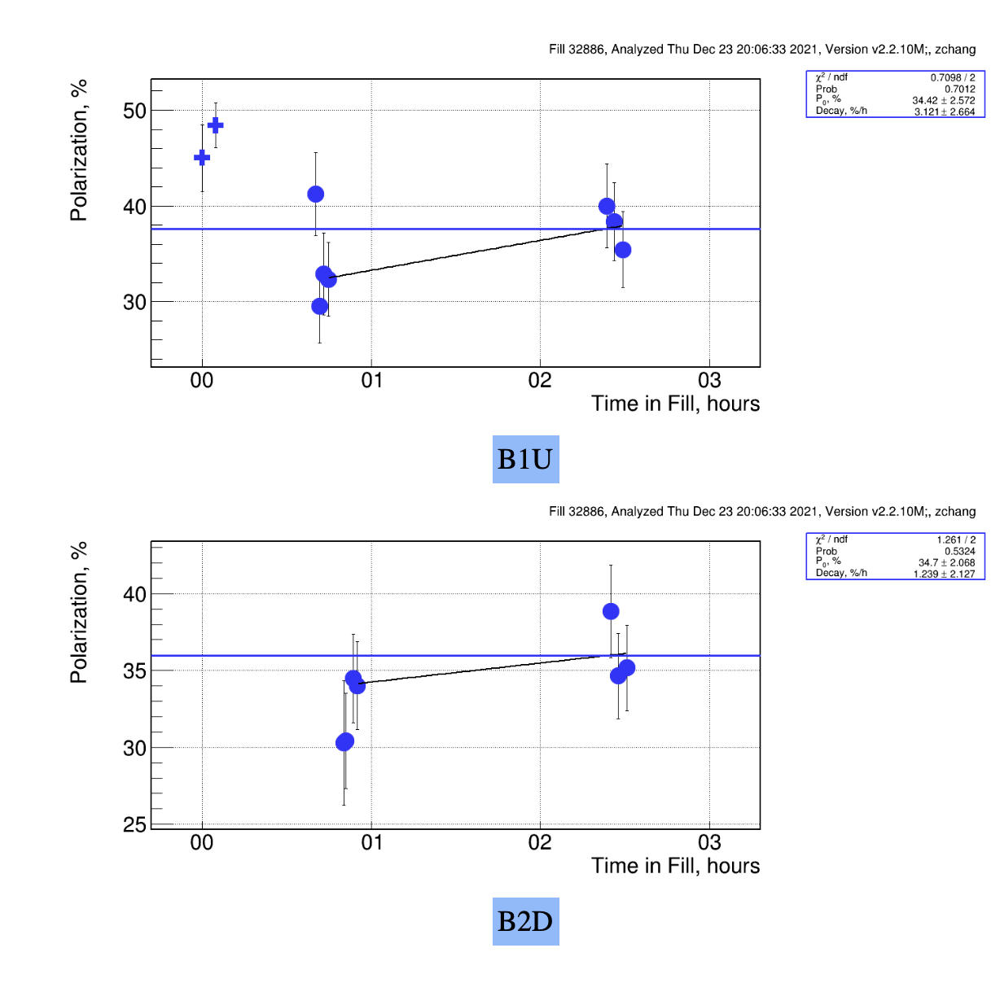 Fill 32886, Analyzed Thu Dec 23 20:06:33 2021, Version v2.2.10M;, zchang
χ² / ndf 0.7098 / 2
Prob 0.7012
P₀, % 34.42 ± 2.572
Decay, %/h 3.121 ± 2.664
Polarization, %
50
40
30
00 01 02 03
Time in Fill, hours
B1U
Fill 32886, Analyzed Thu Dec 23 20:06:33 2021, Version v2.2.10M;, zchang
χ² / ndf 1.261 / 2
Prob 0.5324
P₀, % 34.7 ± 2.068
Decay, %/h 1.239 ± 2.127
Polarization, %
40
35
30
25
00 01 02 03
Time in Fill, hours
B2D